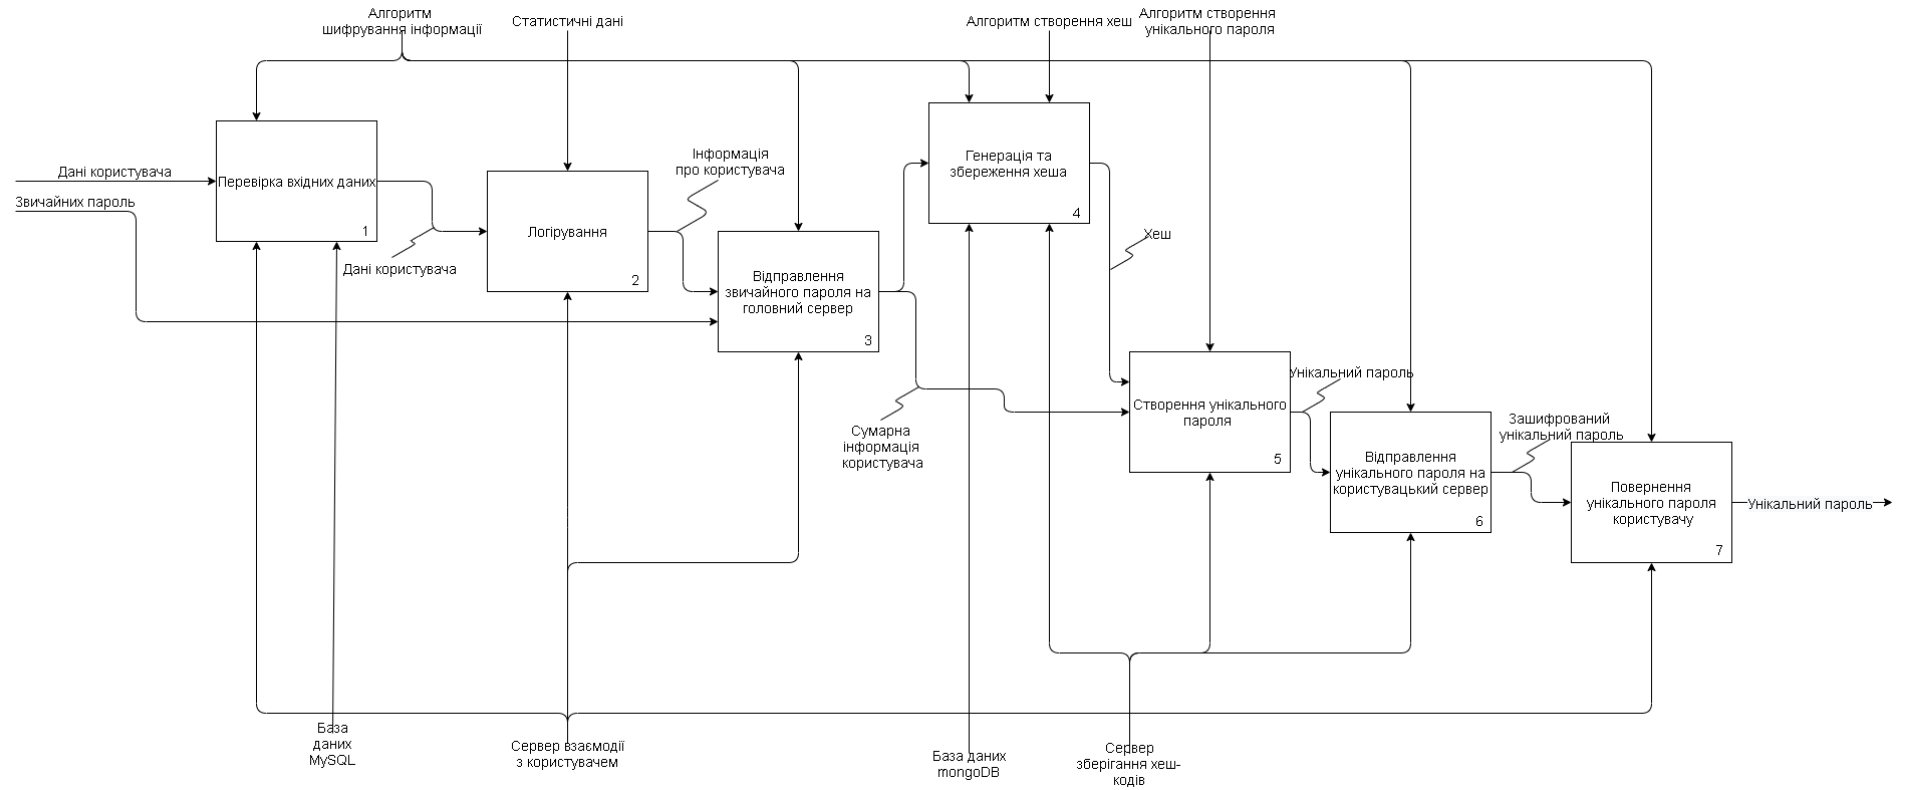 Алгоритм
шифрування інформації
Статистичні дані
Алгоритм створення хеш
Алгоритм створення
унікального пароля
Дані користувача
Звичайних пароль
Перевірка вхідних даних
1
Дані користувача
Логірування
2
Інформація
про користувача
Відправлення
звичайного пароля на
головний сервер
3
Генерація та
збереження хеша
4
Хеш
Сумарна
інформація
користувача
Створення унікального
пароля
5
Унікальний пароль
Відправлення
унікального пароля на
користувацький сервер
6
Зашифрований
унікальний пароль
Повернення
унікального пароля
користувачу
7
Унікальний пароль
База
даних
MySQL
Сервер взаємодії
з користувачем
База даних
mongoDB
Сервер
зберігання хеш-
кодів